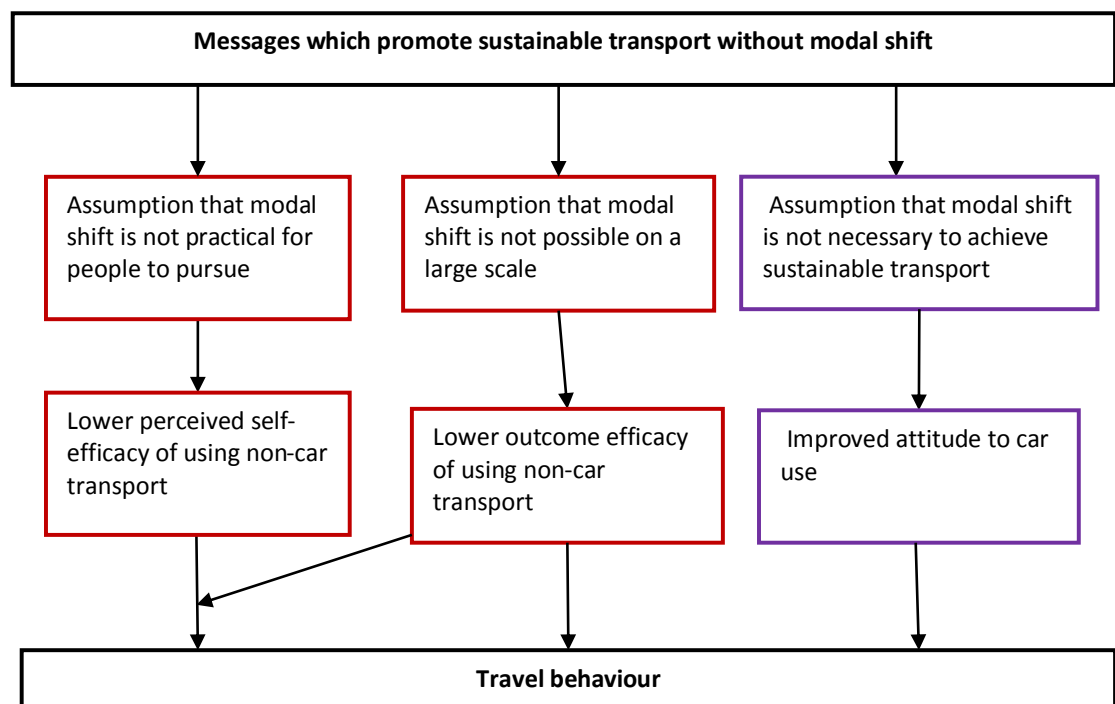 Messages which promote sustainable transport without modal shift
Assumption that modal
shift is not practical for
people to pursue
Assumption that modal
shift is not possible on a
large scale
Assumption that modal shift
is not necessary to achieve
sustainable transport
Lower perceived self-
efficacy of using non-car
transport
Lower outcome efficacy
of using non-car
transport
Improved attitude to car
use
Travel behaviour